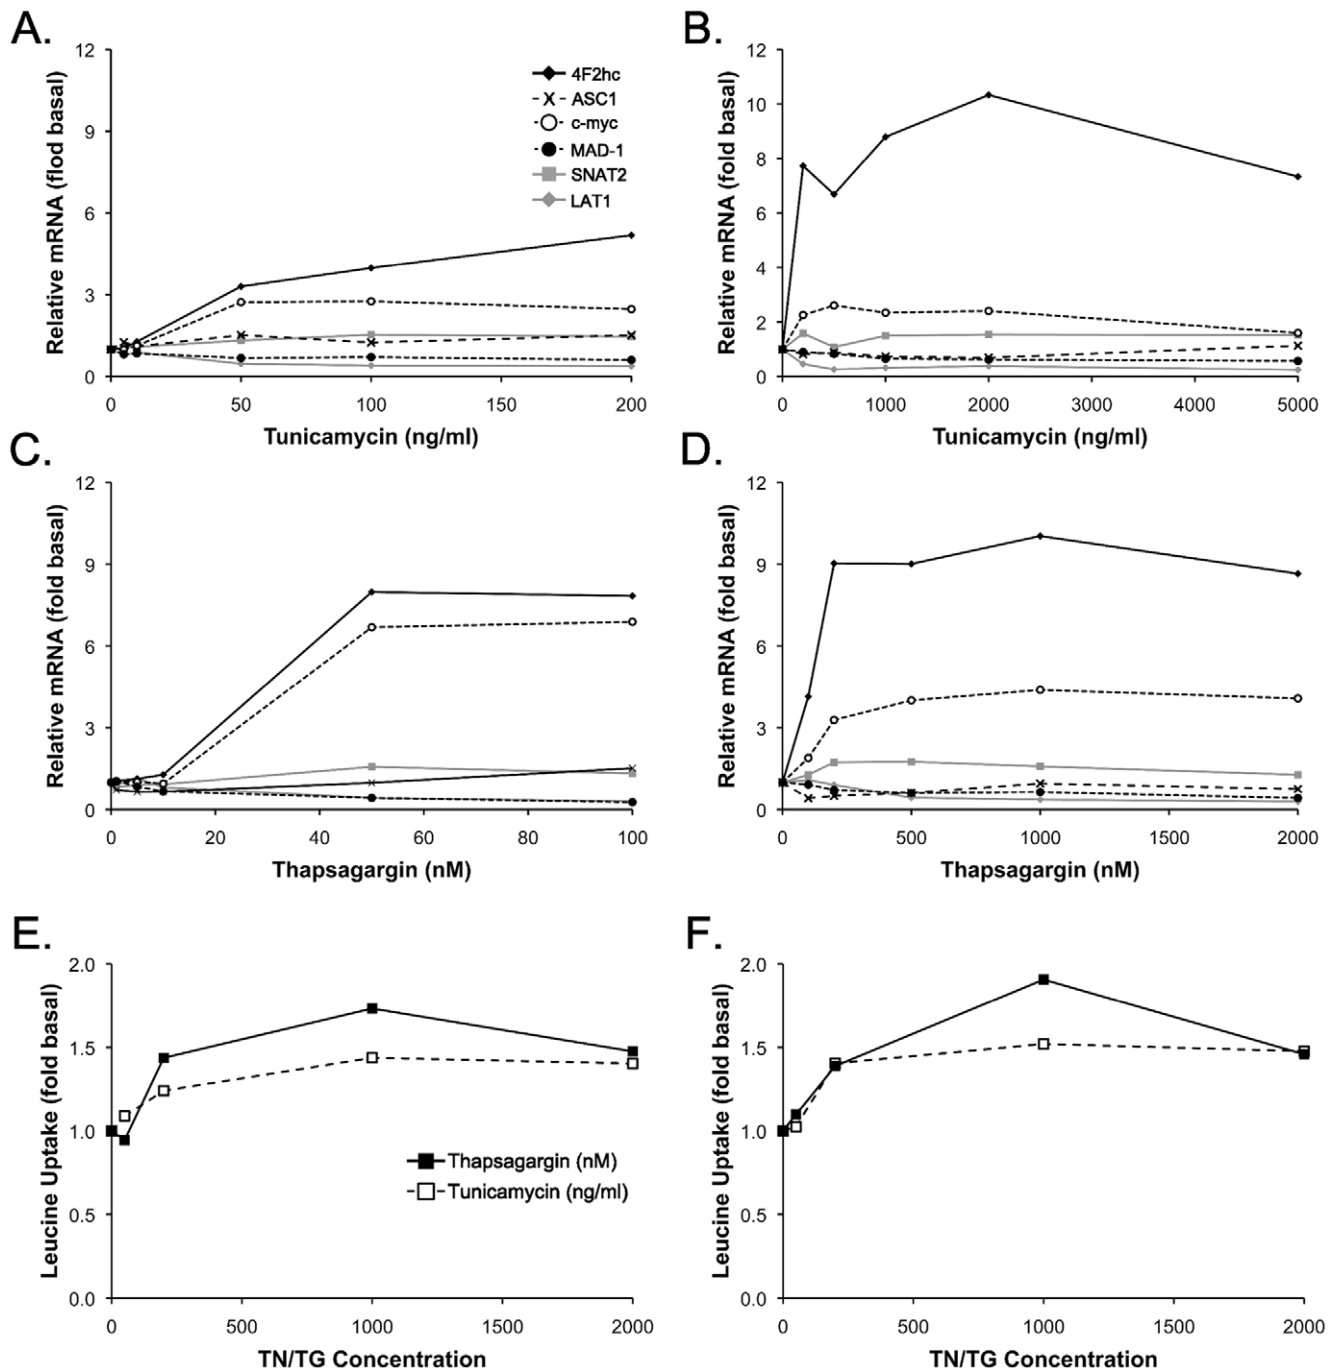 A.
B.
12
9
6
3
0
Relative mRNA (flod basal)
4F2hc
ASC1
c-myc
MAD-1
SNAT2
LAT1
0 50 100 150 200
Tunicamycin (ng/ml)
12
10
8
6
4
2
0
Relative mRNA (fold basal)
0 1000 2000 3000 4000 5000
Tunicamycin (ng/ml)
C.
D.
12
9
6
3
0
Relative mRNA (fold basal)
0 20 40 60 80 100
Thapsagargin (nM)
12
9
6
3
0
Relative mRNA (fold basal)
0 500 1000 1500 2000
Thapsagargin (nM)
E.
F.
2.0
1.5
1.0
0.5
0.0
Leucine Uptake (fold basal)
Thapsagargin (nM)
Tunicamycin (ng/ml)
0 500 1000 1500 2000
TN/TG Concentration
2.0
1.5
1.0
0.5
0.0
Leucine Uptake (fold basal)
0 500 1000 1500 2000
TN/TG Concentration